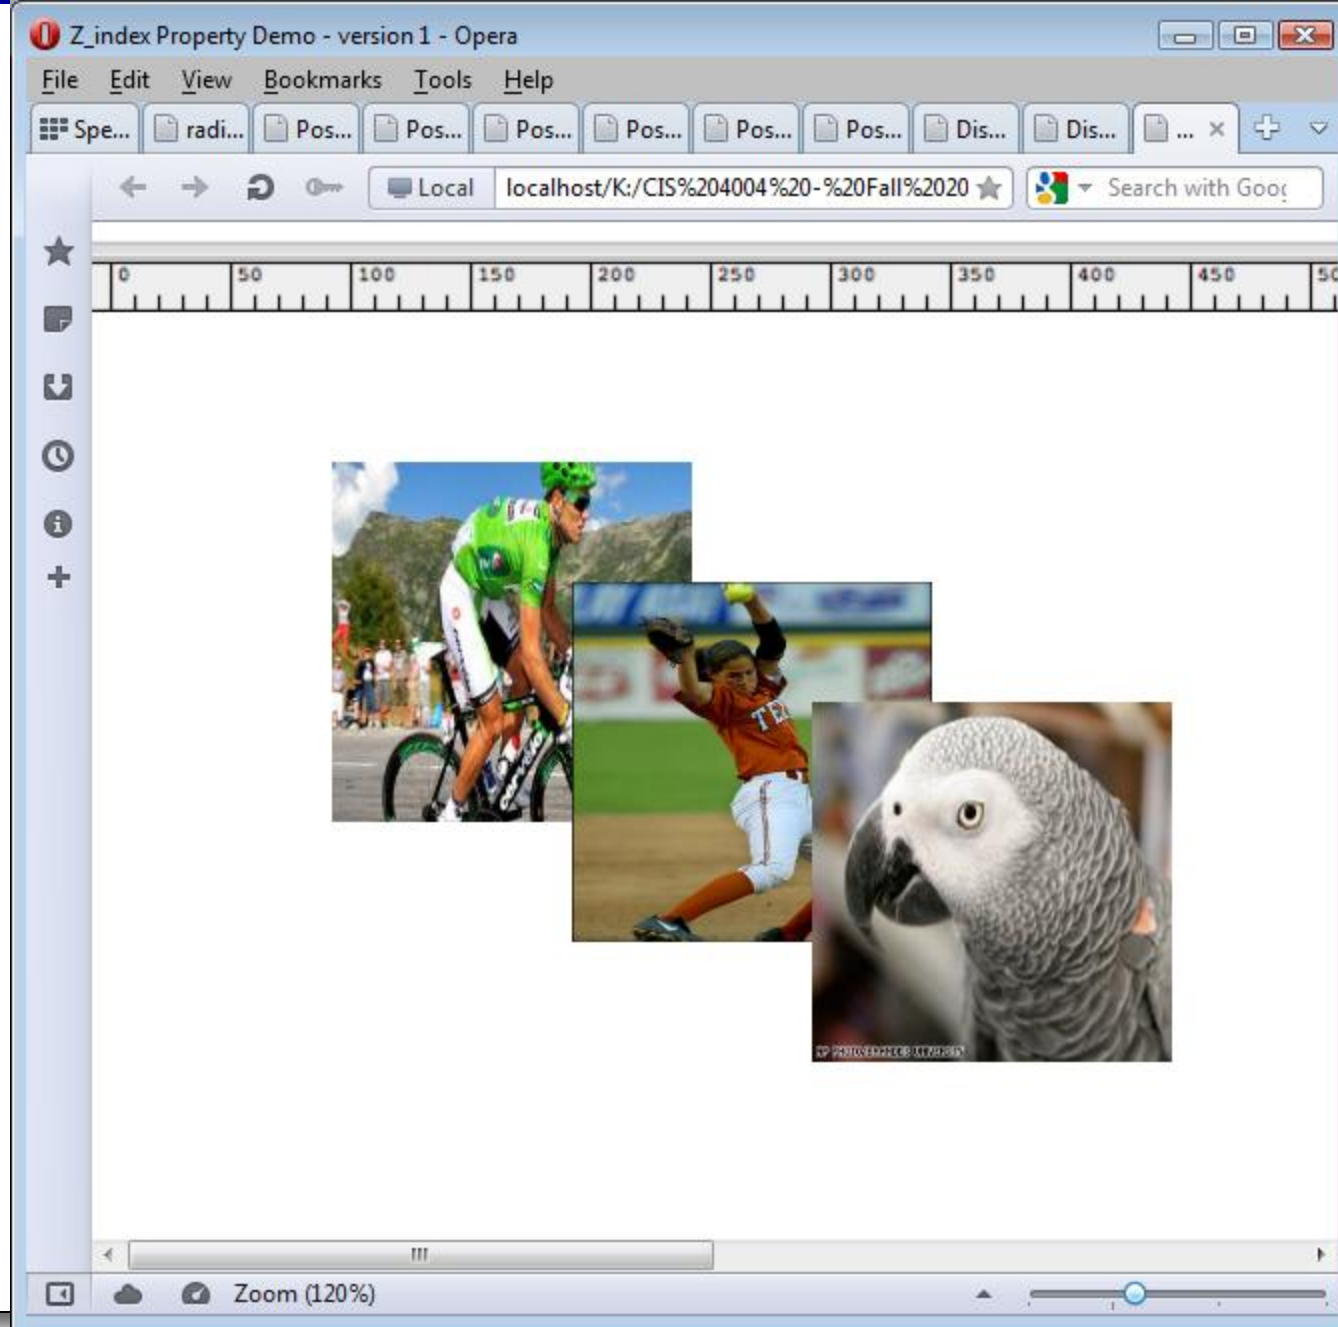 Z_index Property Demo - version 1 - Opera
File Edit View Bookmarks Tools Help
Spe... radi... Pos... Pos... Pos... Pos... Pos... Pos... Dis... Dis... ...
Local localhost/K:/CIS%204004%20-%20Fall%2020 Search with Goog
0 50 100 150 200 250 300 350 400 450 50
Zoom (120%)